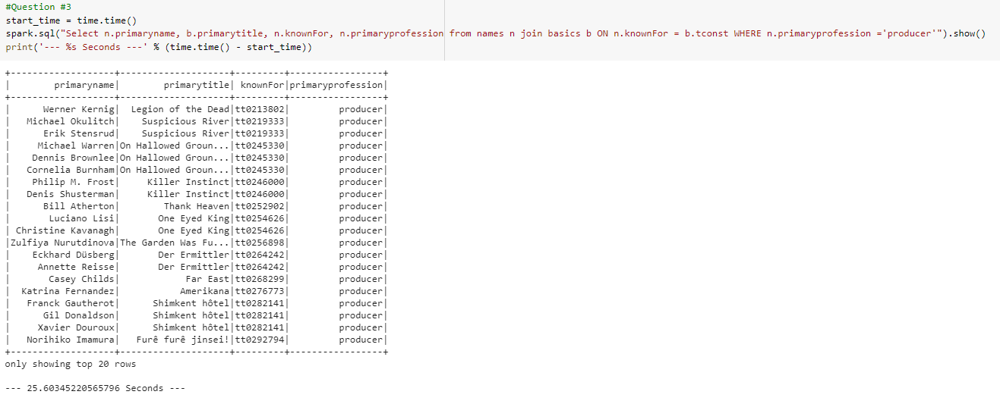 #Question #3
start_time = time.time()
spark.sql("Select n.primaryname, b.primarytitle, n.knownFor, n.primaryprofession from names n join basics b ON n.knownFor = b.tconst WHERE n.primaryprofession ='producer'").show()
print('--- %s Seconds ---' % (time.time() - start_time))
+-------------------+--------------------+---------+-----------------+
|        primaryname|        primarytitle| knownFor|primaryprofession|
+-------------------+--------------------+---------+-----------------+
|      Werner Kernig|  Legion of the Dead|tt0213802|         producer|
|   Michael Okulitch|    Suspicious River|tt0219333|         producer|
|      Erik Stensrud|    Suspicious River|tt0219333|         producer|
|     Michael Warren|On Hallowed Groun...|tt0245330|         producer|
|    Dennis Brownlee|On Hallowed Groun...|tt0245330|         producer|
|   Cornelia Burnham|On Hallowed Groun...|tt0245330|         producer|
|    Philip M. Frost|     Killer Instinct|tt0246000|         producer|
|   Denis Shusterman|     Killer Instinct|tt0246000|         producer|
|      Bill Atherton|        Thank Heaven|tt0252902|         producer|
|       Luciano Lisi|       One Eyed King|tt0254626|         producer|
| Christine Kavanagh|       One Eyed King|tt0254626|         producer|
|Zulfiya Nurutdinova|The Garden Was Fu...|tt0256898|         producer|
|    Eckhard Düsberg|       Der Ermittler|tt0264242|         producer|
|     Annette Reisse|       Der Ermittler|tt0264242|         producer|
|       Casey Childs|            Far East|tt0268299|         producer|
|  Katrina Fernandez|           Amerikana|tt0276773|         producer|
|   Franck Gautherot|      Shimkent hôtel|tt0282141|         producer|
|      Gil Donaldson|      Shimkent hôtel|tt0282141|         producer|
|     Xavier Douroux|      Shimkent hôtel|tt0282141|         producer|
|   Norihiko Imamura|   Furê furê jinsei!|tt0292794|         producer|
+-------------------+--------------------+---------+-----------------+
only showing top 20 rows
--- 25.60345220565796 Seconds ---